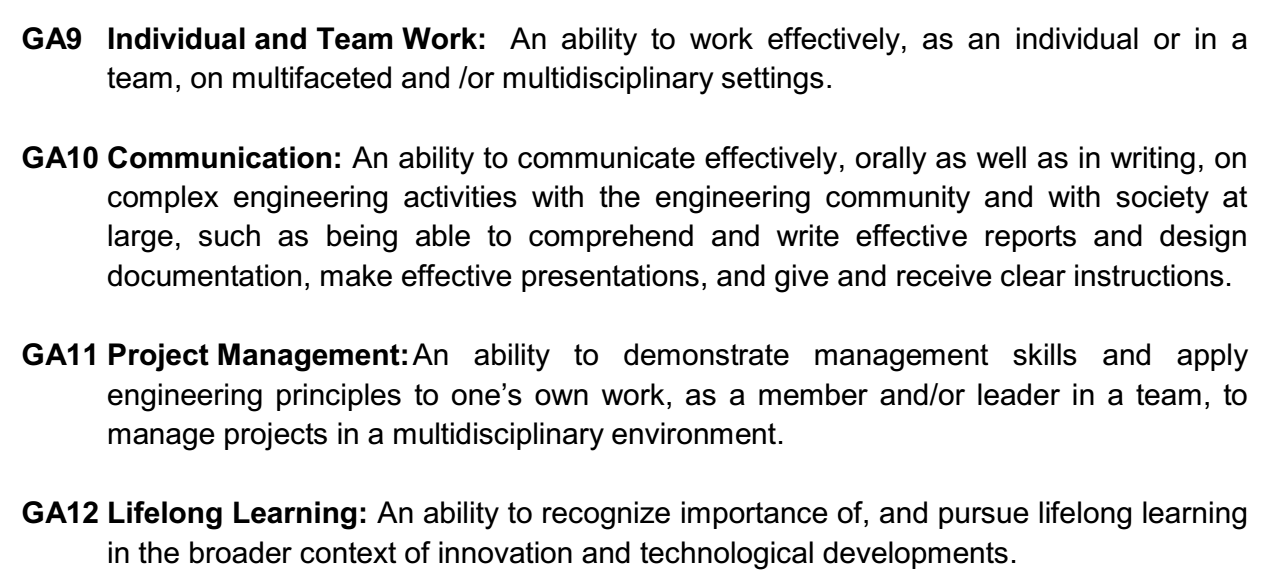 GA9 Individual and Team Work: An ability to work effectively, as an individual or in a
team, on multifaceted and /or multidisciplinary settings.
GA10 Communication: An ability to communicate effectively, orally as well as in writing, on
complex engineering activities with the engineering community and with society at
large, such as being able to comprehend and write effective reports and design
documentation, make effective presentations, and give and receive clear instructions.
GA11 Project Management:An ability to demonstrate management skills and apply
engineering principles to one’s own work, as a member and/or leader in a team, to
manage projects in a multidisciplinary environment.
GA12 Lifelong Learning: An ability to recognize importance of, and pursue lifelong learning
in the broader context of innovation and technological developments.